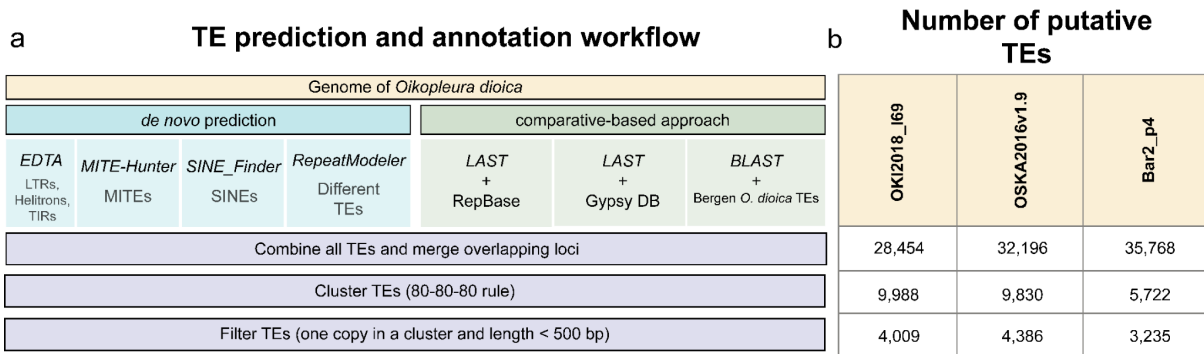 a
TE prediction and annotation workflow
Genome of Oikopleura dioica
de novo prediction
comparative-based approach
EDTA
LTRs,
Helitrons,
TIRs
MITE-Hunter
MITEs
SINE_Finder
SINEs
RepeatModeler
Different
TEs
LAST
+
RepBase
LAST
+
Gypsy DB
BLAST
+
Bergen O. dioica TEs
Combine all TEs and merge overlapping loci
Cluster TEs (80-80-80 rule)
Filter TEs (one copy in a cluster and length < 500 bp)
b
Number of putative
TEs
OKI2018_I69
OSKA2016v1.9
Bar2_p4
28,454 32,196 35,768
9,988 9,830 5,722
4,009 4,386 3,235